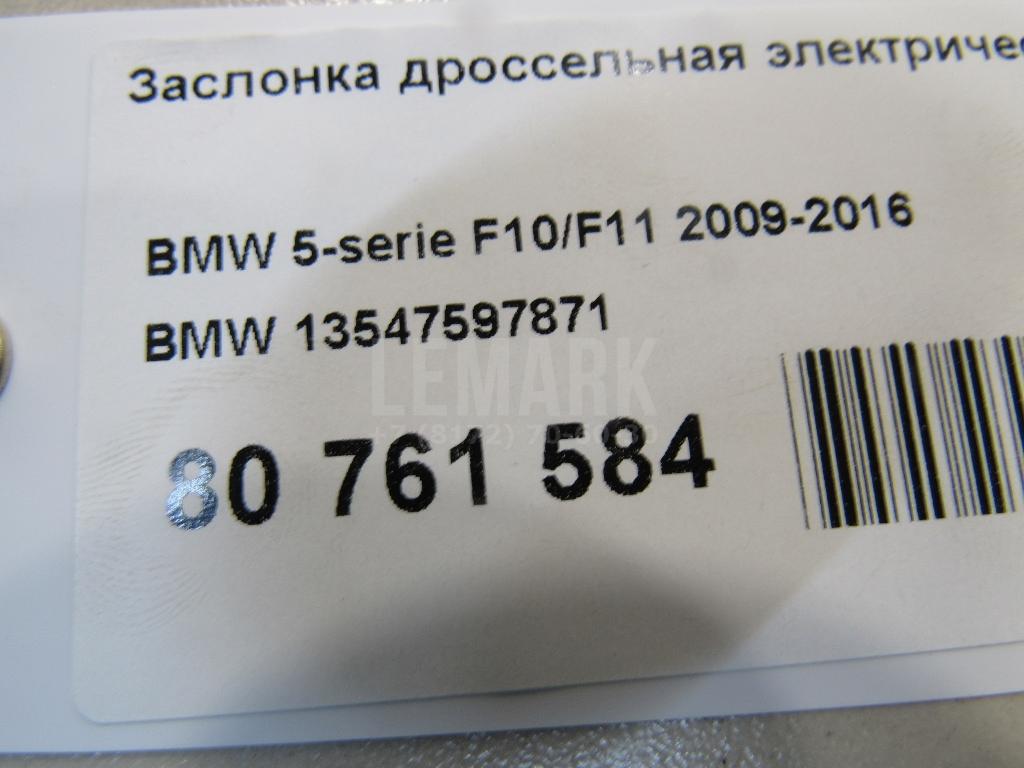 Заслонка дроссельная электричес
BMW 5-serie F10/F11 2009-2016
BMW 13547597871
LEMARK
80 761 584